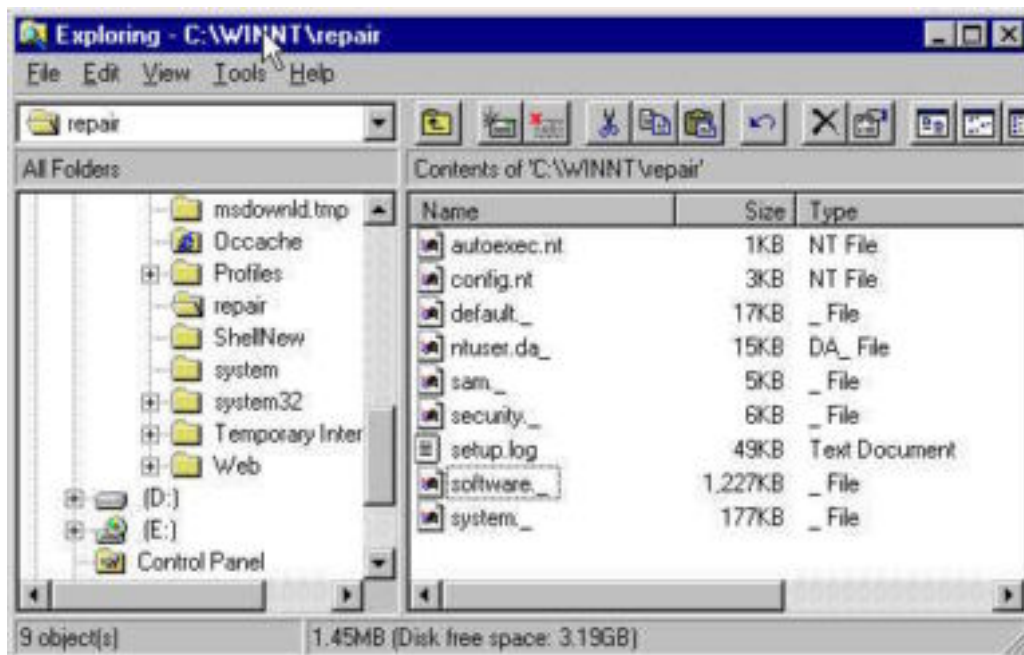 Exploring - C:\WINNT\repair
File Edit View Tools Help
repair
All Folders
Contents of 'C:\WINNT\repair'
msdownld.tmp
Occache
Profiles
repair
ShellNew
system
system32
Temporary Inter
Web
(D:)
(E:)
Control Panel
Name Size Type
autoexec.nt 1KB NT File
config.nt 3KB NT File
default._ 17KB _ File
ntuser.da_ 15KB DA_ File
sam._ 5KB _ File
security._ 6KB _ File
setup.log 49KB Text Document
software._ 1,227KB _ File
system._ 177KB _ File
9 object(s) 1.45MB (Disk free space: 3.19GB)